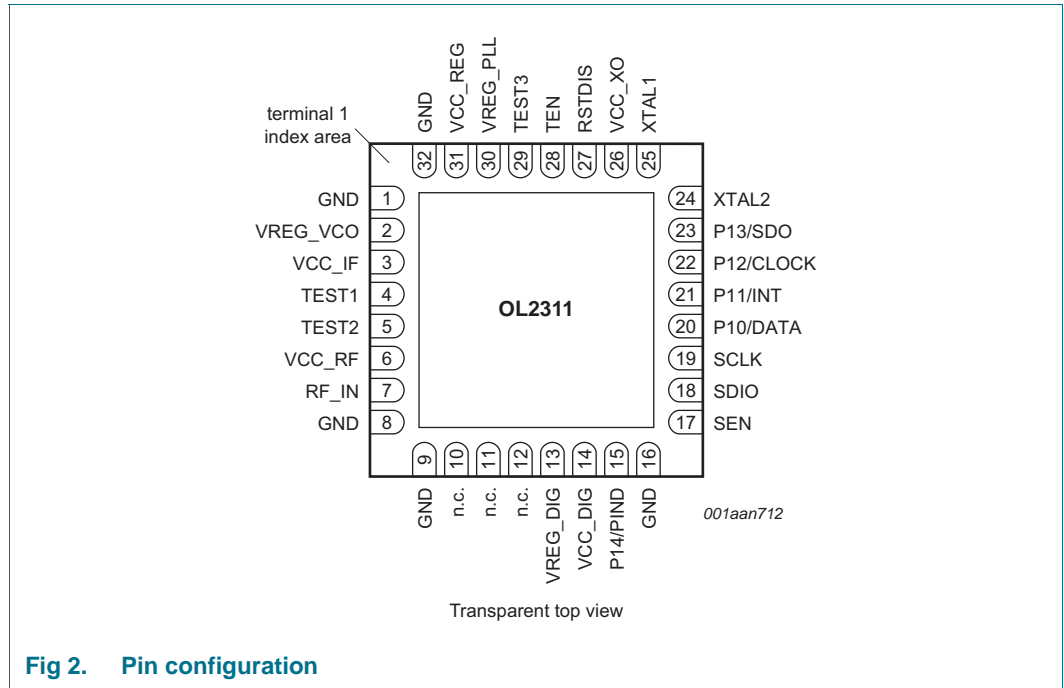 GND
VCC_REG
VREG_PLL
TEST3
TEN
RSTDIS
VCC_XO
XTAL1
terminal 1
index area
32
31
30
29
28
27
26
25
GND 1
24 XTAL2
VREG_VCO 2
23 P13/SDO
VCC_IF 3
22 P12/CLOCK
TEST1 4
21 P11/INT
OL2311
TEST2 5
20 P10/DATA
VCC_RF 6
19 SCLK
RF_IN 7
18 SDIO
GND 8
17 SEN
9
10
11
12
13
14
15
16
GND
n.c.
n.c.
n.c.
VREG_DIG
VCC_DIG
P14/PIND
GND
001aan712
Transparent top view
Fig 2. Pin configuration